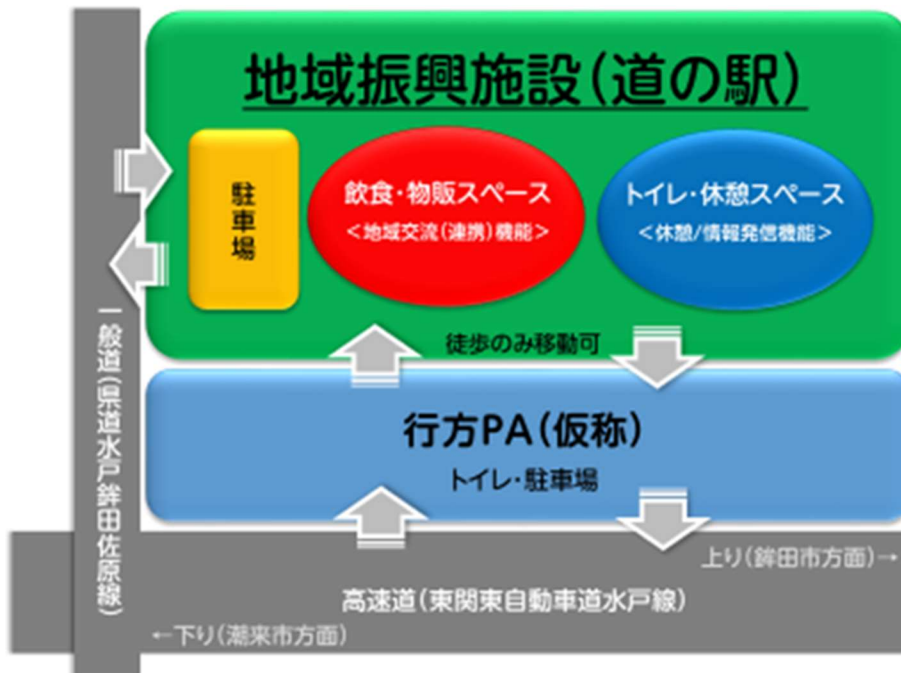 地域振興施設(道の駅)
駐車場
飲食・物販スペース
<地域交流(連携)機能>
トイレ・休憩スペース
<休憩/情報発信機能>
徒歩のみ移動可
一般道(県道水戸鉾田佐原線)
行方PA(仮称)
トイレ・駐車場
上り(鉾田市方面)→
高速道(東関東自動車道水戸線)
←下り(潮来市方面)